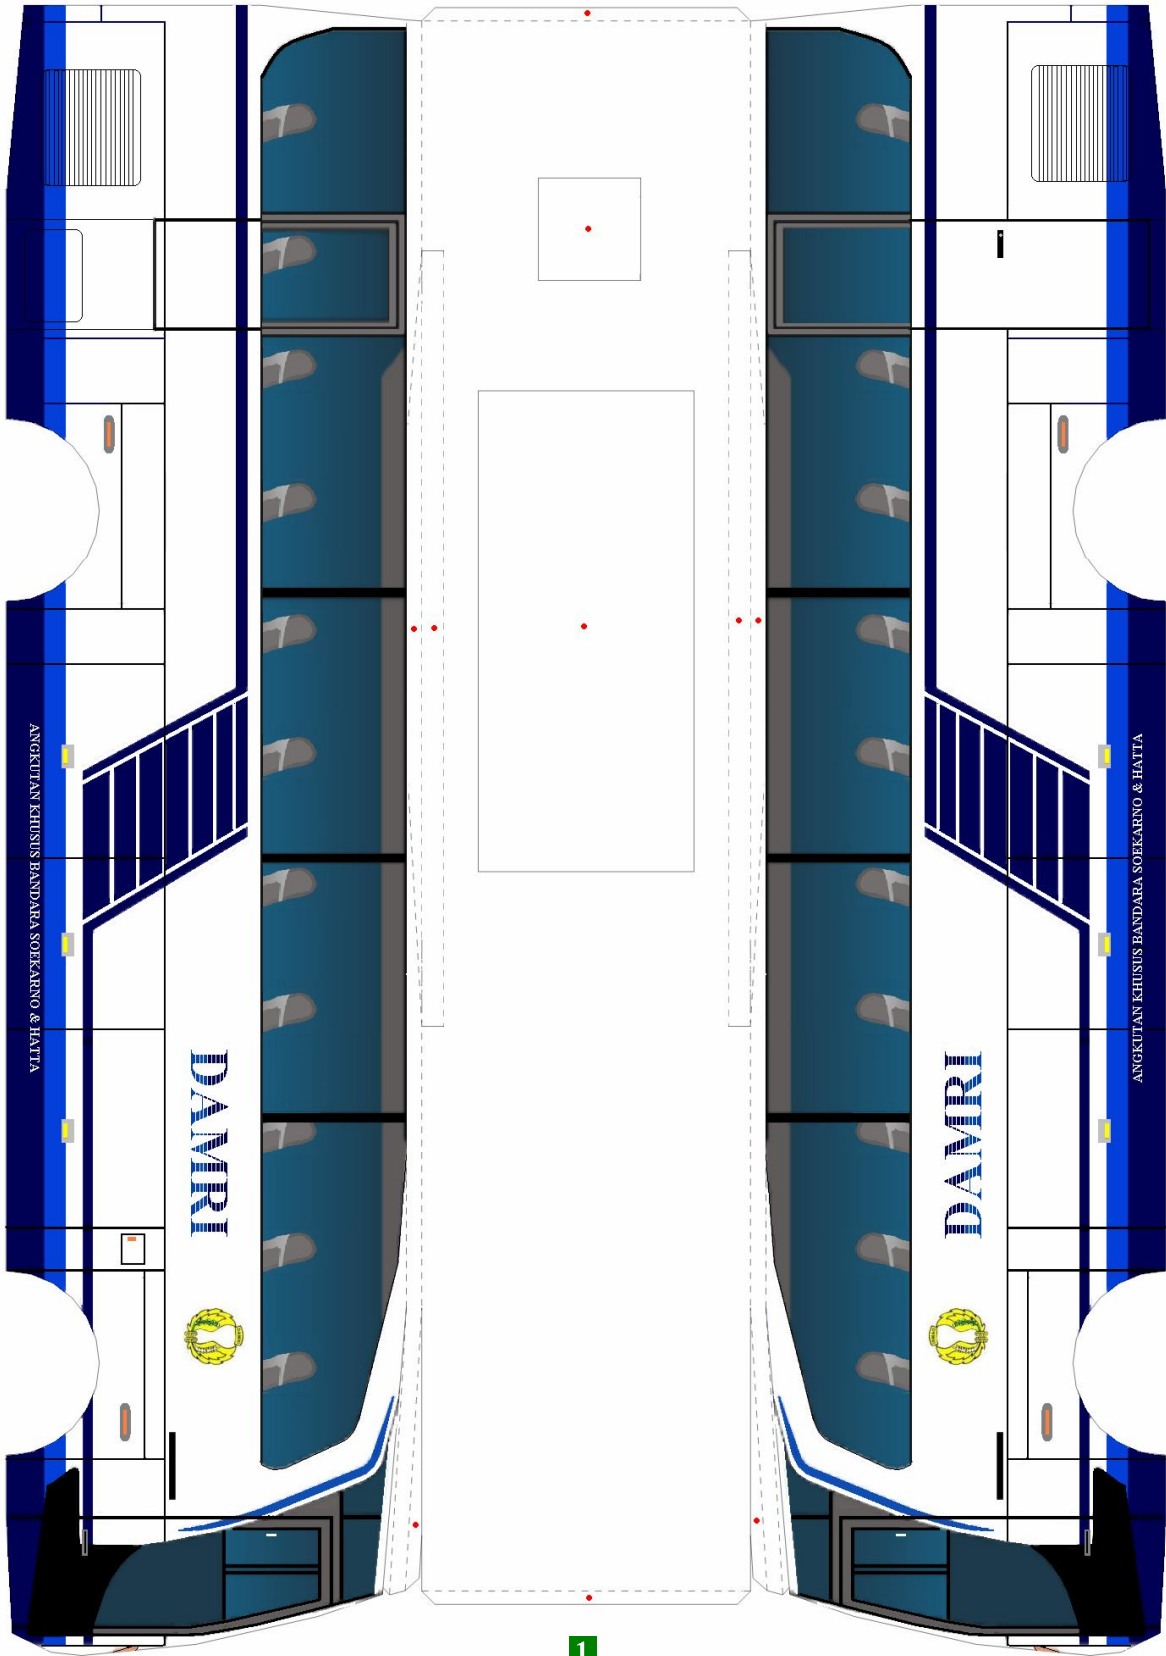 ANGKUTAN KHUSUS BANDARA SOEKARNO & HATTA
DAMRI
DAMRI
ANGKUTAN KHUSUS BANDARA SOEKARNO & HATTA
1